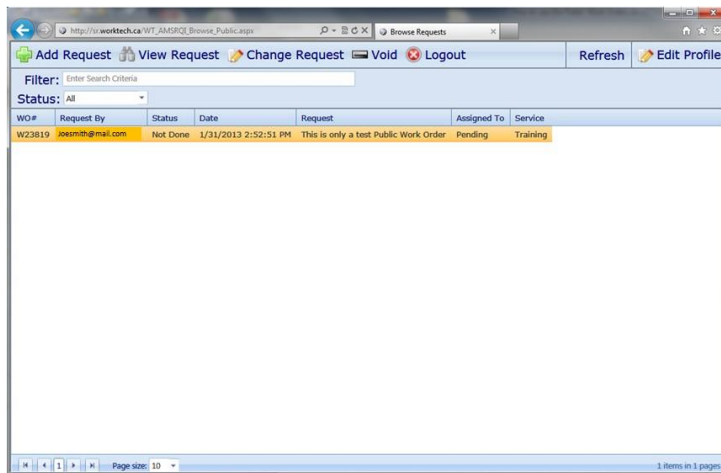 http://sr.worktech.ca/WT_AMSRQI_Browse_Public.aspx Browse Requests
Add Request View Request Change Request Void Logout Refresh Edit Profile
Filter: Enter Search Criteria
Status: All
WO# Request By Status Date Request Assigned To Service
W23819 Joesmith@mail.com Not Done 1/31/2013 2:52:51 PM This is only a test Public Work Order Pending Training
1 Page size: 10 1 items in 1 pages